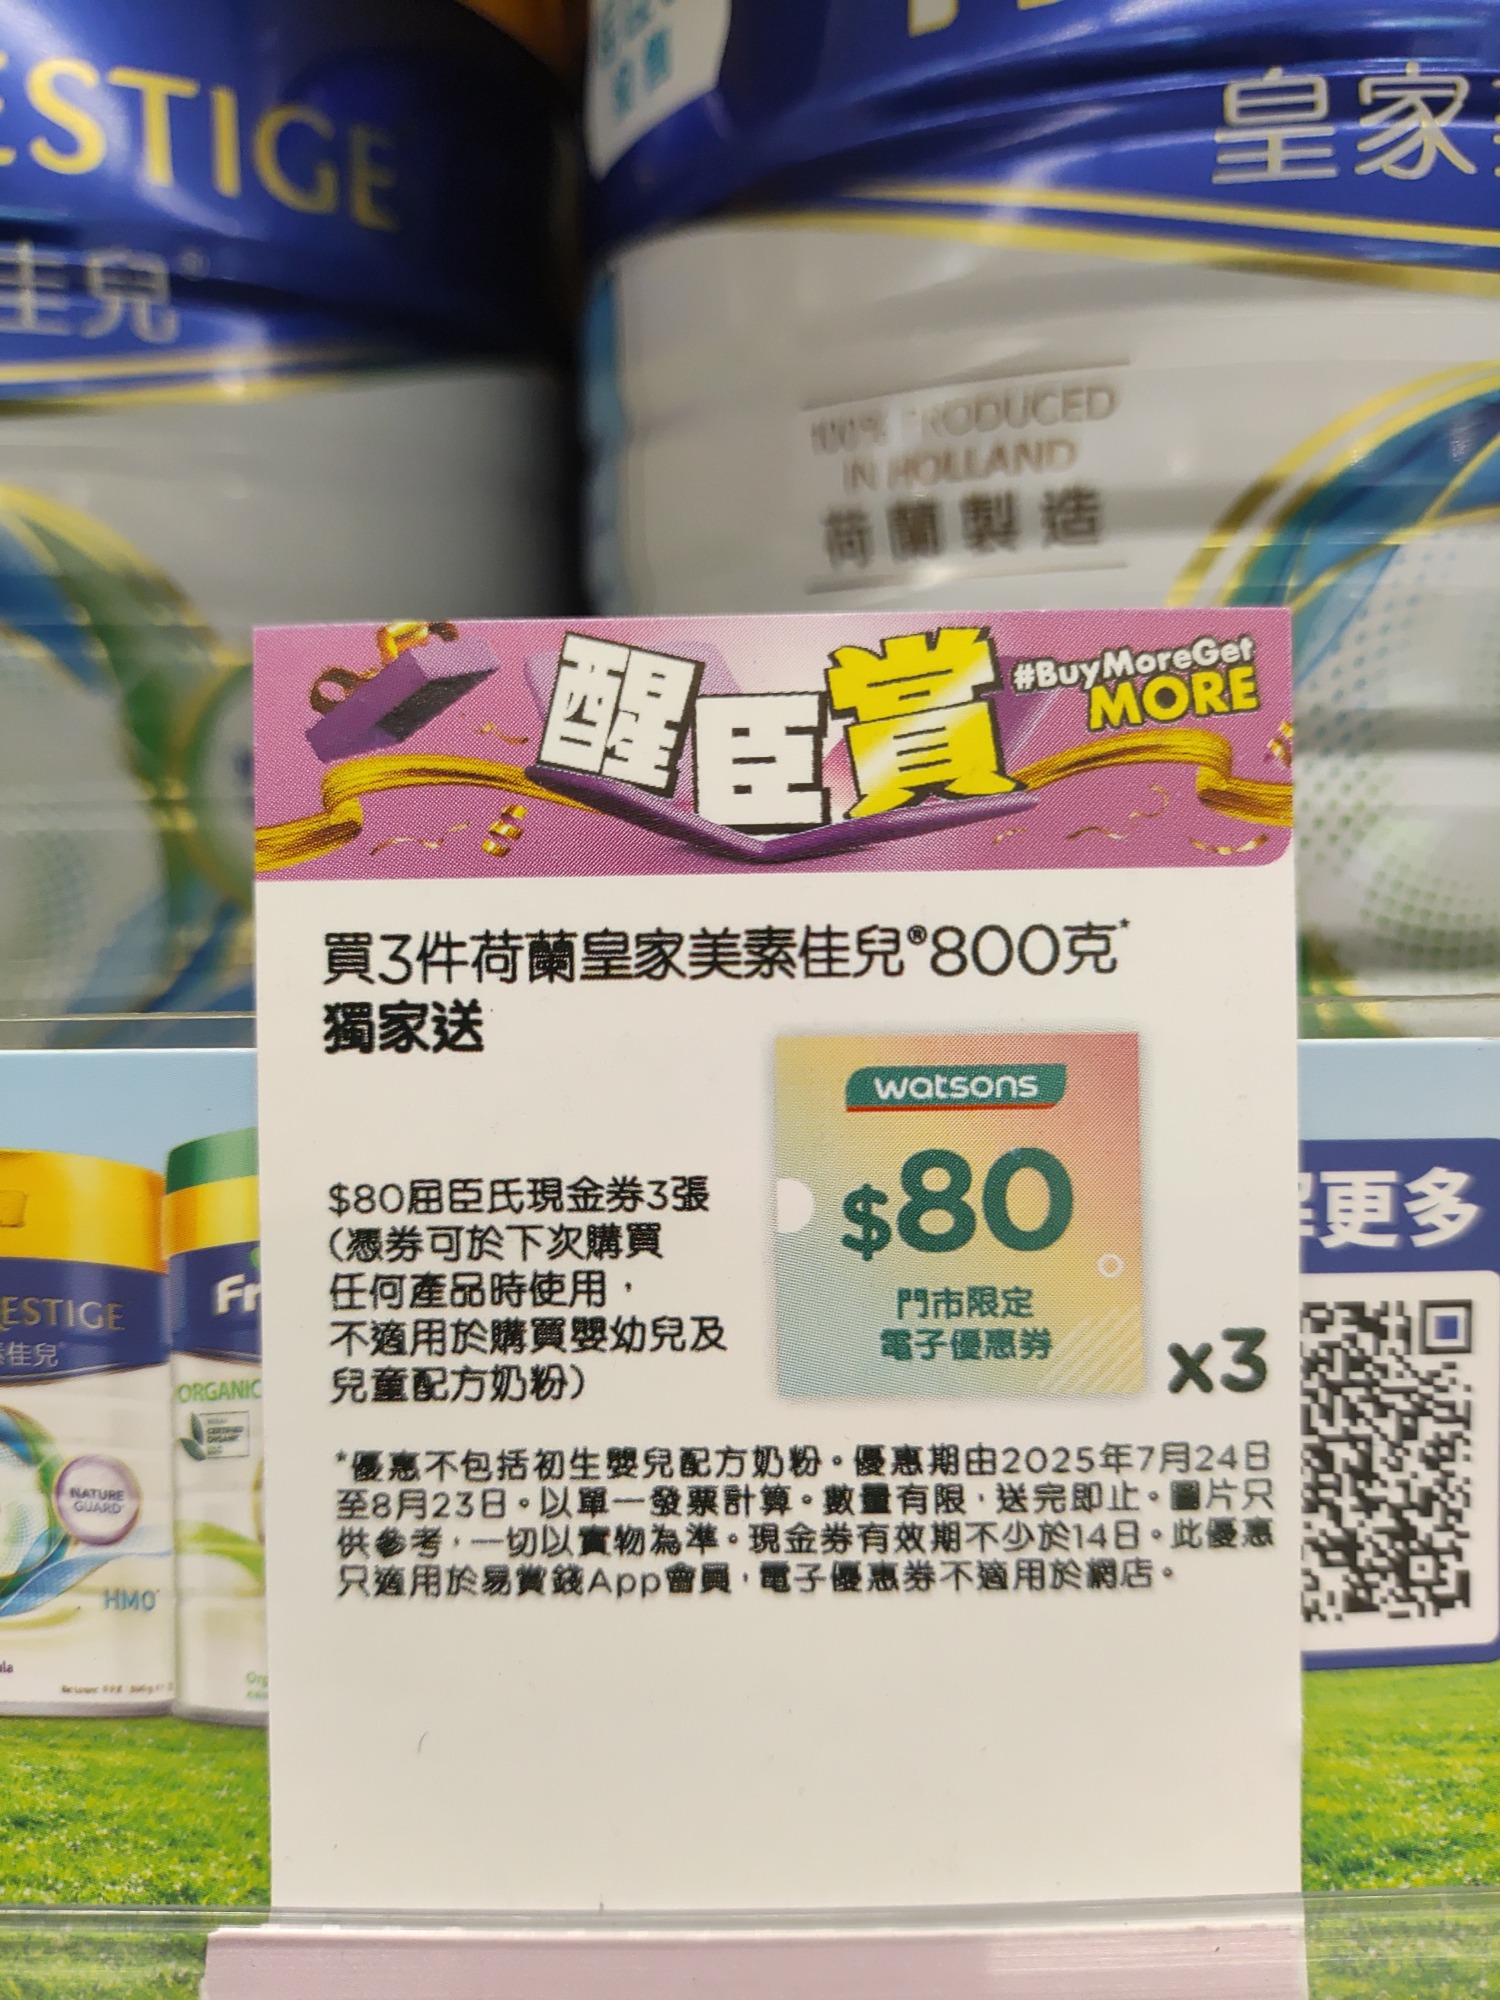 ESTIGE
佳兒®
皇家
100% PRODUCED
IN HOLLAND
荷蘭製造
醒臣賞
#BuyMoreGet
MORE
買3件荷蘭皇家美素佳兒®800克*
獨家送
watsons
$80
門市限定
電子優惠券
x3
$80屈臣氏現金券3張
(憑券可於下次購買
任何產品時使用，
不適用於購買嬰幼兒及
兒童配方奶粉)
*優惠不包括初生嬰兒配方奶粉。優惠期由2025年7月24日
至8月23日。以單一發票計算。數量有限，送完即止。圖片只
供參考，一切以實物為準。現金券有效期不少於14日。此優惠
只適用於易賞錢App會員，電子優惠券不適用於網店。
更多
ESTIGE
佳兒
NATURE
GUARD
HMO
Fr
ORGANIC